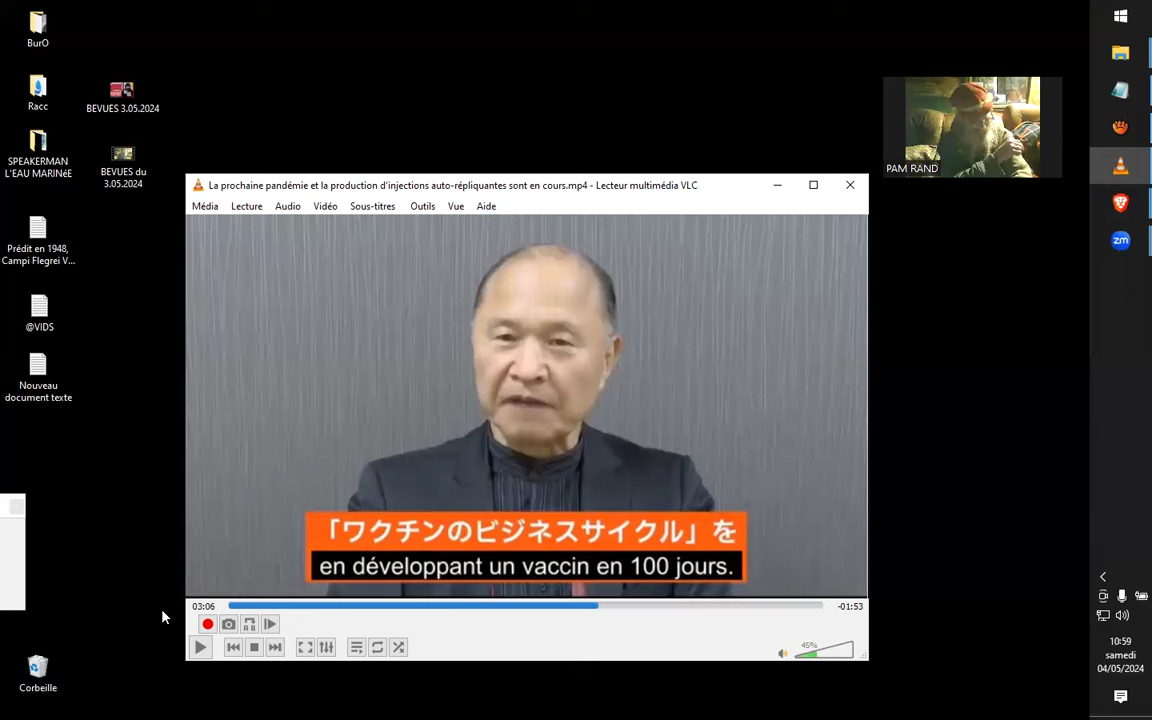 BurO
Racc
SPEAKERMAN
L'EAU MARINéE
Prédit en 1948,
Campi Flegrei V...
@VIDS
Nouveau
document texte
Corbeille
BEVUES 3.05.2024
BEVUES du
3.05.2024
La prochaine pandémie et la production d'injections auto-répliquantes sont en cours.mp4 - Lecteur multimédia VLC
Média Lecture Audio Vidéo Sous-titres Outils Vue Aide
「ワクチンのビジネスサイクル」を
en développant un vaccin en 100 jours.
03:06
-01:53
45%
PAM RAND
zm
10:59
samedi
04/05/2024